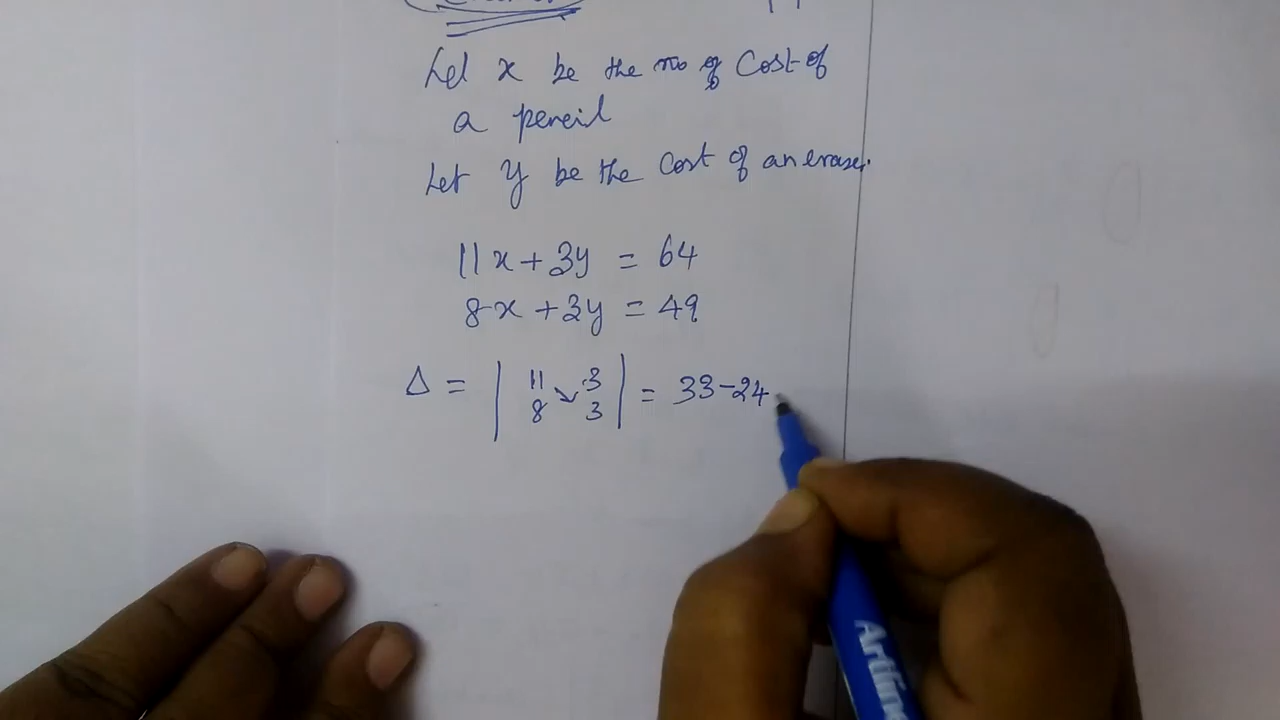 Let x be the no of Cost of
a pencil
Let y be the Cost of an eraser.
11x + 3y = 64
8x + 3y = 49
Δ = | 11 3 | = 33-24
8 3
Artline